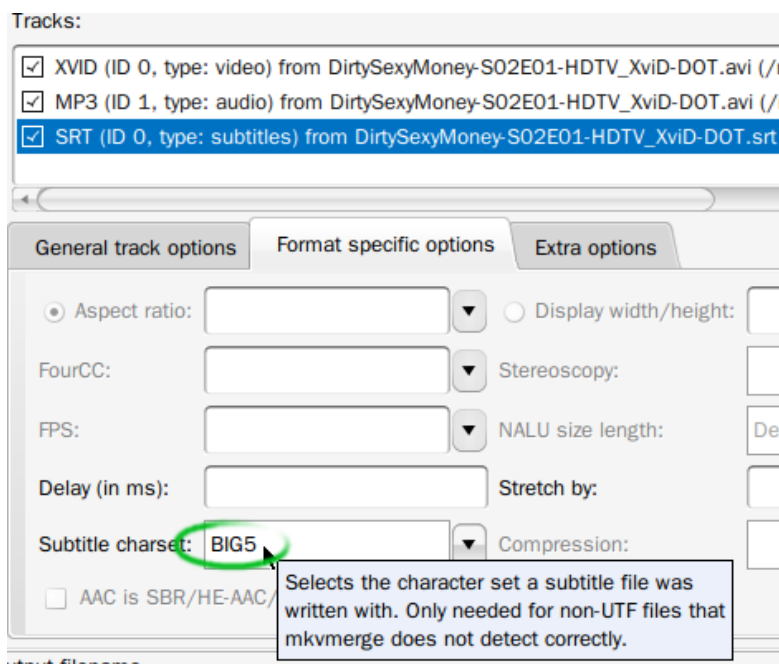 Tracks:
XVID (ID 0, type: video) from DirtySexyMoney-S02E01-HDTV_XviD-DOT.avi (/
MP3 (ID 1, type: audio) from DirtySexyMoney-S02E01-HDTV_XviD-DOT.avi (/
SRT (ID 0, type: subtitles) from DirtySexyMoney-S02E01-HDTV_XviD-DOT.srt
General track options Format specific options Extra options
Aspect ratio: Display width/height:
FourCC: Stereoscopy:
FPS: NALU size length: De
Delay (in ms): Stretch by:
Subtitle charset: BIG5 Compression:
AAC is SBR/HE-AAC/
Selects the character set a subtitle file was
written with. Only needed for non-UTF files that
mkvmerge does not detect correctly.